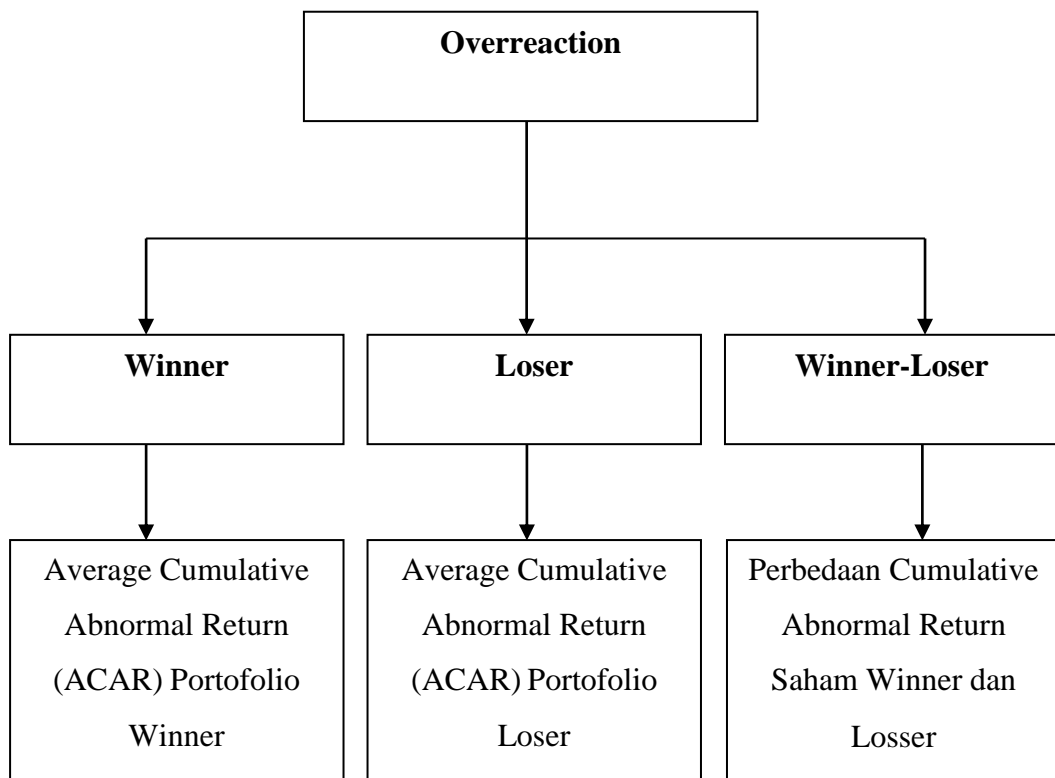 Overreaction
Winner
Loser
Winner-Loser
Average Cumulative
Abnormal Return
(ACAR) Portofolio
Winner
Average Cumulative
Abnormal Return
(ACAR) Portofolio
Loser
Perbedaan Cumulative
Abnormal Return
Saham Winner dan
Losser